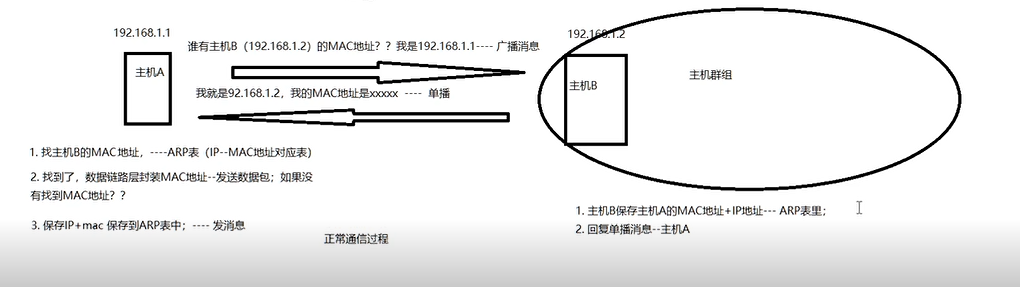 192.168.1.1
谁有主机B（192.168.1.2）的MAC地址？？我是192.168.1.1---- 广播消息
192.168.1.2
主机A
主机B
主机群组
我就是92.168.1.2，我的MAC地址是xxxxx ---- 单播
1. 找主机B的MAC地址，----ARP表（IP--MAC地址对应表）
2. 找到了，数据链路层封装MAC地址--发送数据包；如果没
有找到MAC地址？？
3. 保存IP+mac 保存到ARP表中；---- 发消息
1. 主机B保存主机A的MAC地址+IP地址--- ARP表里；
2. 回复单播消息--主机A
正常通信过程